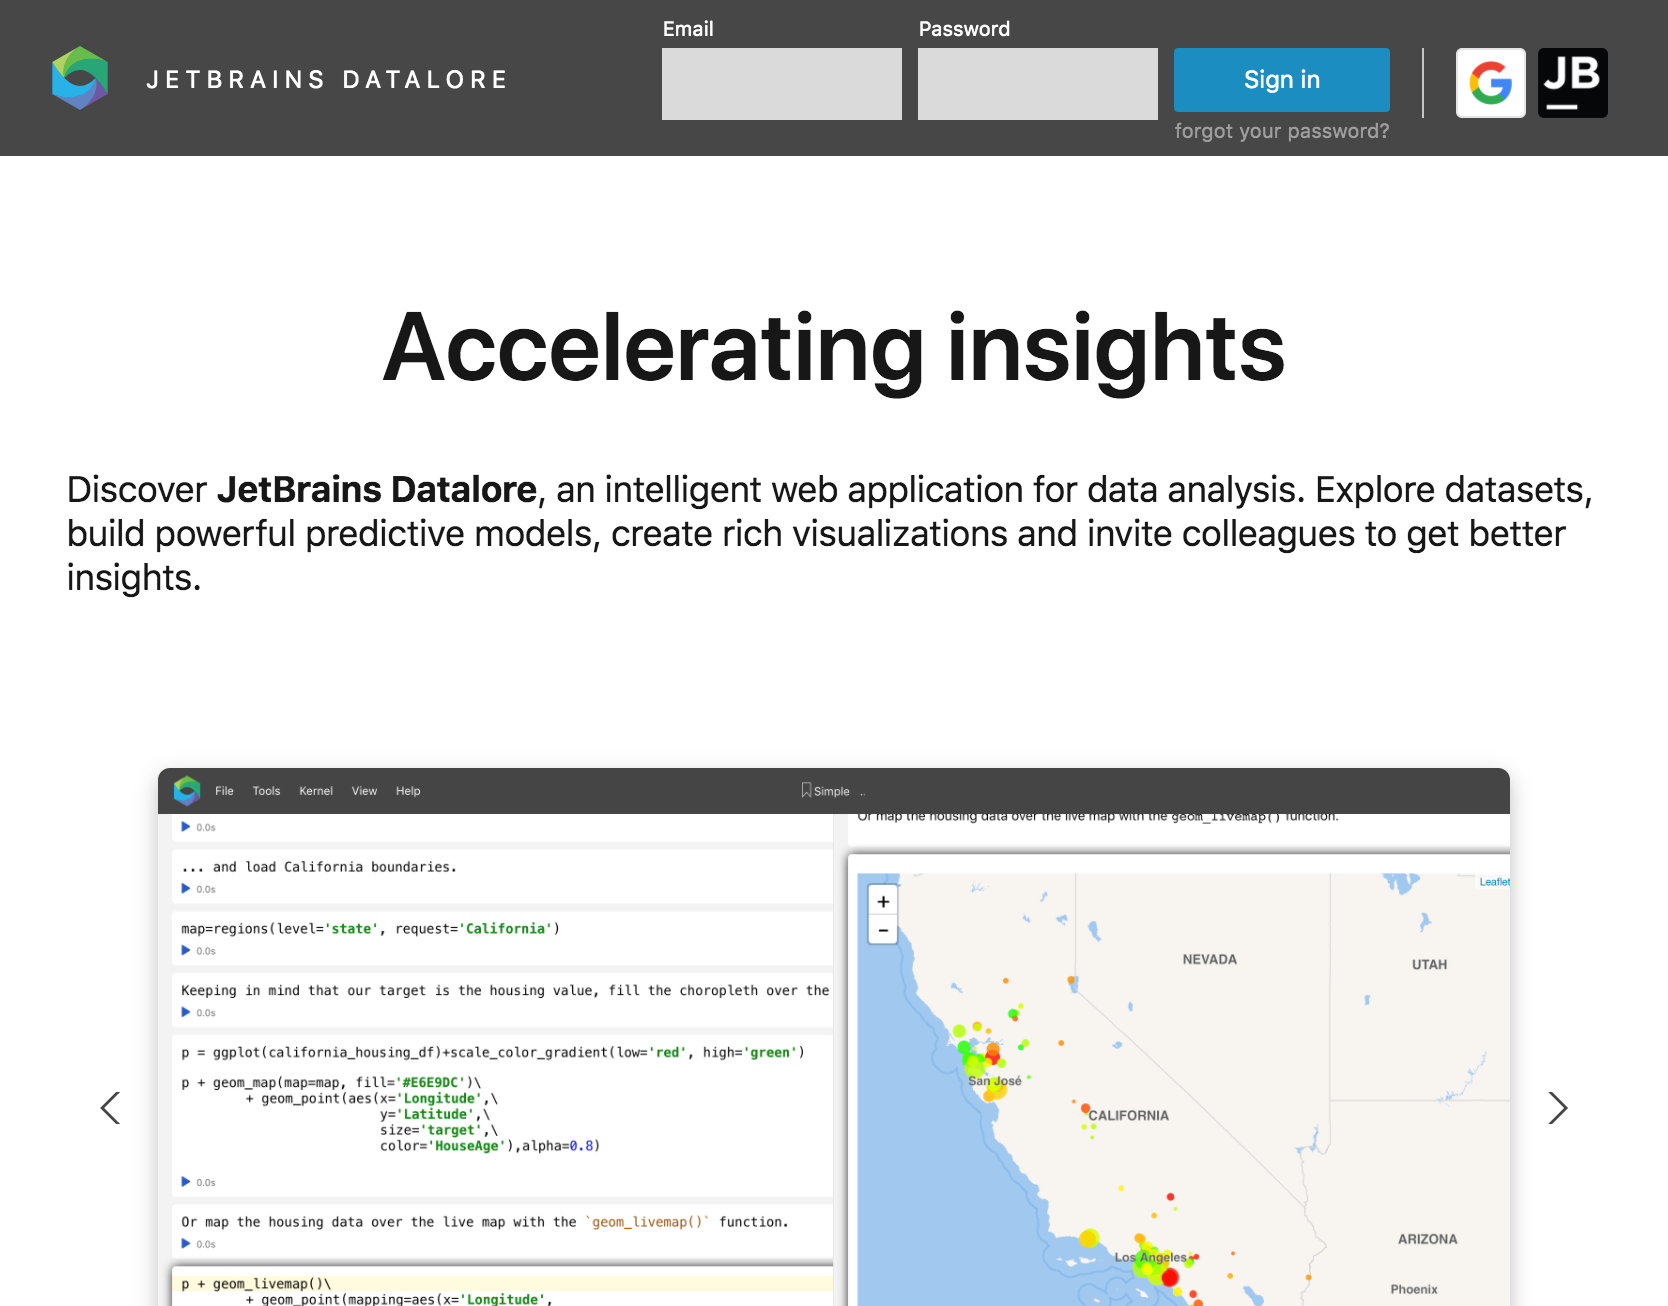 Email
Password
JETBRAINS DATALORE
Sign in
JB
forgot your password?
Accelerating insights
Discover JetBrains Datalore, an intelligent web application for data analysis. Explore datasets,
build powerful predictive models, create rich visualizations and invite colleagues to get better
insights.
File Tools Kernel View Help
Simple ..
0.0s
... and load California boundaries.
0.0s
map=regions(level='state', request='California')
0.0s
Keeping in mind that our target is the housing value, fill the choropleth over the
0.0s
p = ggplot(california_housing_df)+scale_color_gradient(low='red', high='green')
p + geom_map(map=map, fill='#E6E9DC')\
+ geom_point(aes(x='Longitude',\
y='Latitude',\
size='target',\
color='HouseAge'),alpha=0.8)
0.0s
Or map the housing data over the live map with the `geom_livemap()` function.
0.0s
p + geom_livemap()\
+ geom_point(mapping=aes(x='Longitude',
Or map the housing data over the live map with the geom_livemap() function.
+
-
Leaflet
NEVADA
UTAH
San José
CALIFORNIA
Los Angeles
ARIZONA
Phoenix